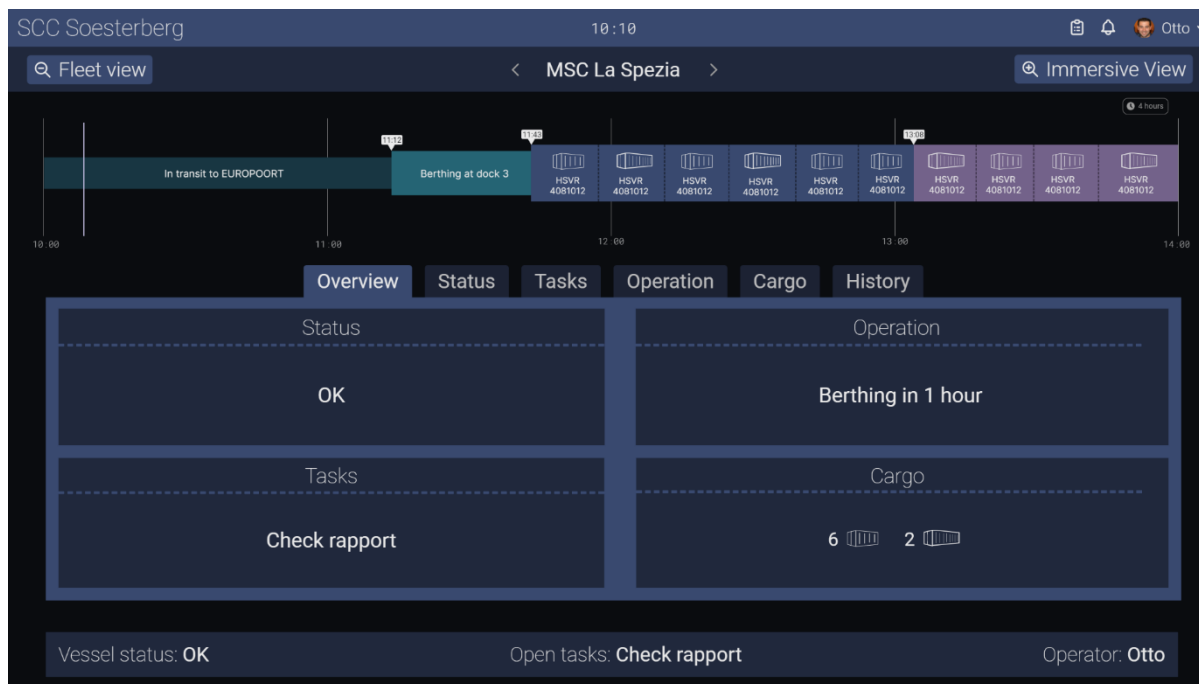 SCC Soesterberg
10:10
Otto
Fleet view
MSC La Spezia
Immersive View
4 hours
11:12
11:43
13:08
In transit to EUROPOORT
Berthing at dock 3
HSVR
4081012
HSVR
4081012
HSVR
4081012
HSVR
4081012
HSVR
4081012
HSVR
4081012
HSVR
4081012
HSVR
4081012
HSVR
4081012
HSVR
4081012
10:00
11:00
12:00
13:00
14:00
Overview
Status
Tasks
Operation
Cargo
History
Status
OK
Operation
Berthing in 1 hour
Tasks
Check rapport
Cargo
6
2
Vessel status: OK
Open tasks: Check rapport
Operator: Otto